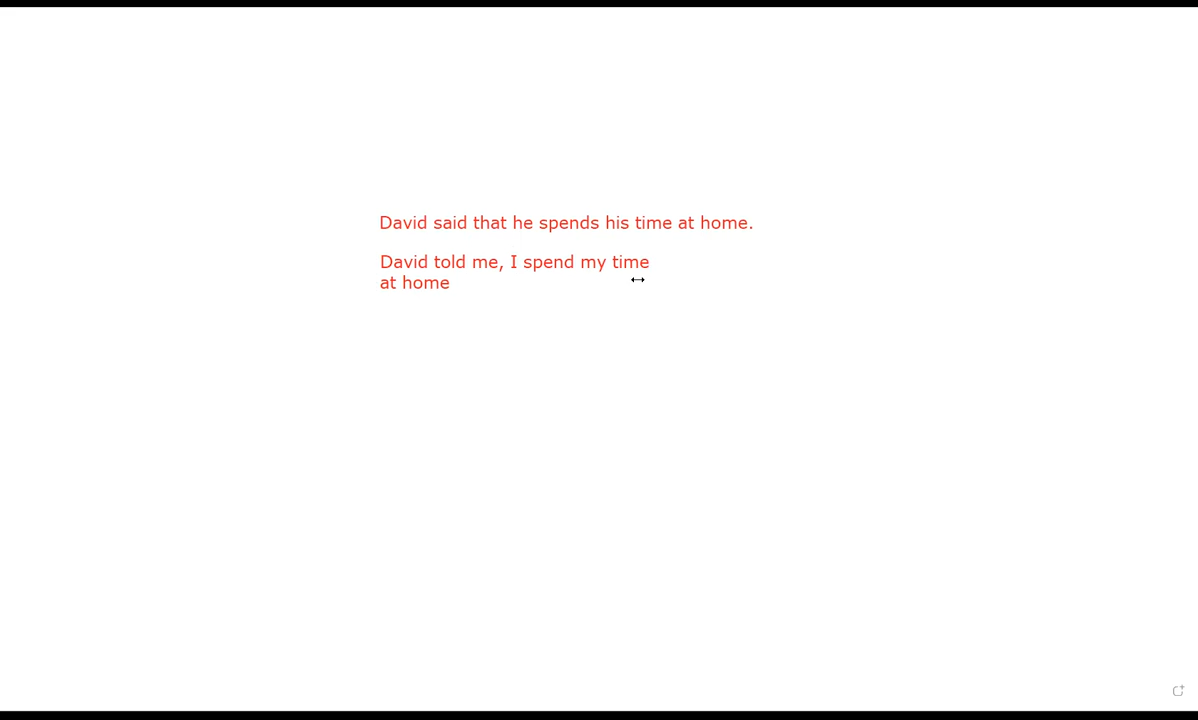 David said that he spends his time at home.
David told me, I spend my time
at home